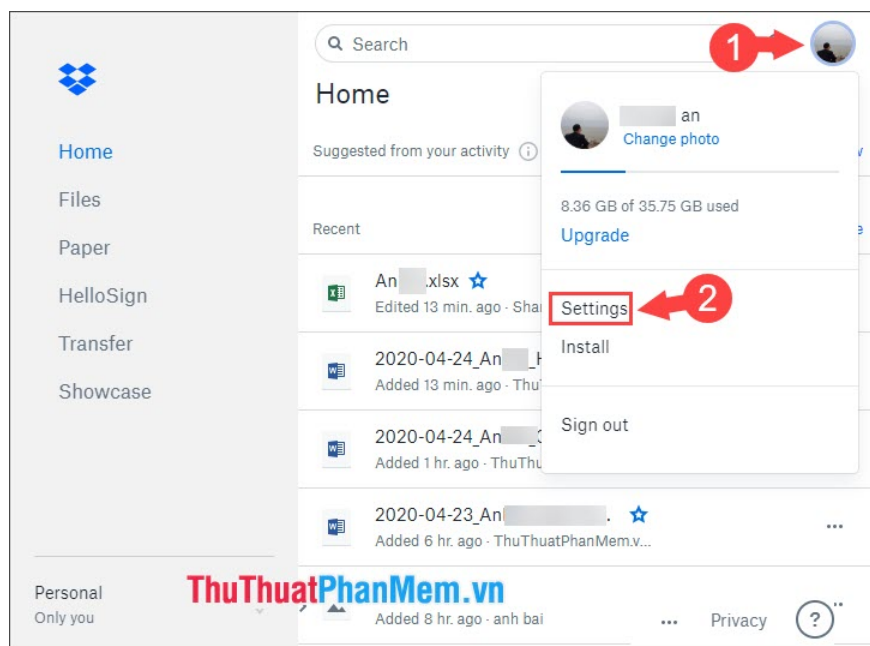 Search
1
Home
an
Change photo
Home
Suggested from your activity
Files
8.36 GB of 35.75 GB used
Upgrade
Recent
Paper
An .xlsx
Edited 13 min. ago · Sha
HelloSign
Settings
2
Install
Transfer
2020-04-24_An _H
Added 13 min. ago · Thu
Showcase
Sign out
2020-04-24_An
Added 1 hr. ago · ThuThu
2020-04-23_An .
Added 6 hr. ago · ThuThuatPhanMem.v...
...
Personal
Only you
ThuThuatPhanMem.vn
Added 8 hr. ago · anh bai
...
Privacy
?